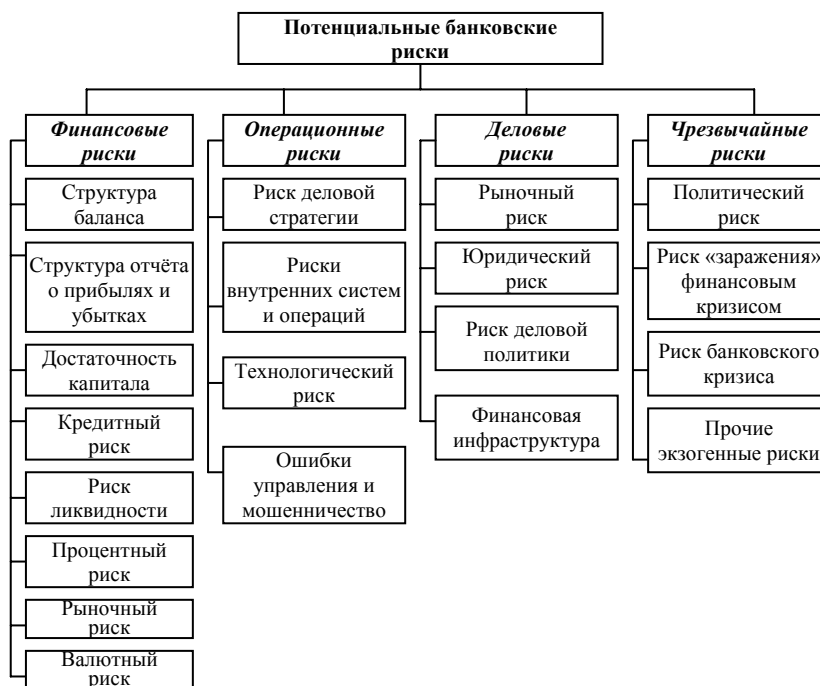 Потенциальные банковские
риски
Финансовые
риски
Структура
баланса
Структура отчёта
о прибылях и
убытках
Достаточность
капитала
Кредитный
риск
Риск
ликвидности
Процентный
риск
Рыночный
риск
Валютный
риск
Операционные
риски
Риск деловой
стратегии
Риски
внутренних систем
и операций
Технологический
риск
Ошибки
управления и
мошенничество
Деловые
риски
Рыночный
риск
Юридический
риск
Риск деловой
политики
Финансовая
инфраструктура
Чрезвычайные
риски
Политический
риск
Риск «заражения»
финансовым
кризисом
Риск банковского
кризиса
Прочие
экзогенные риски